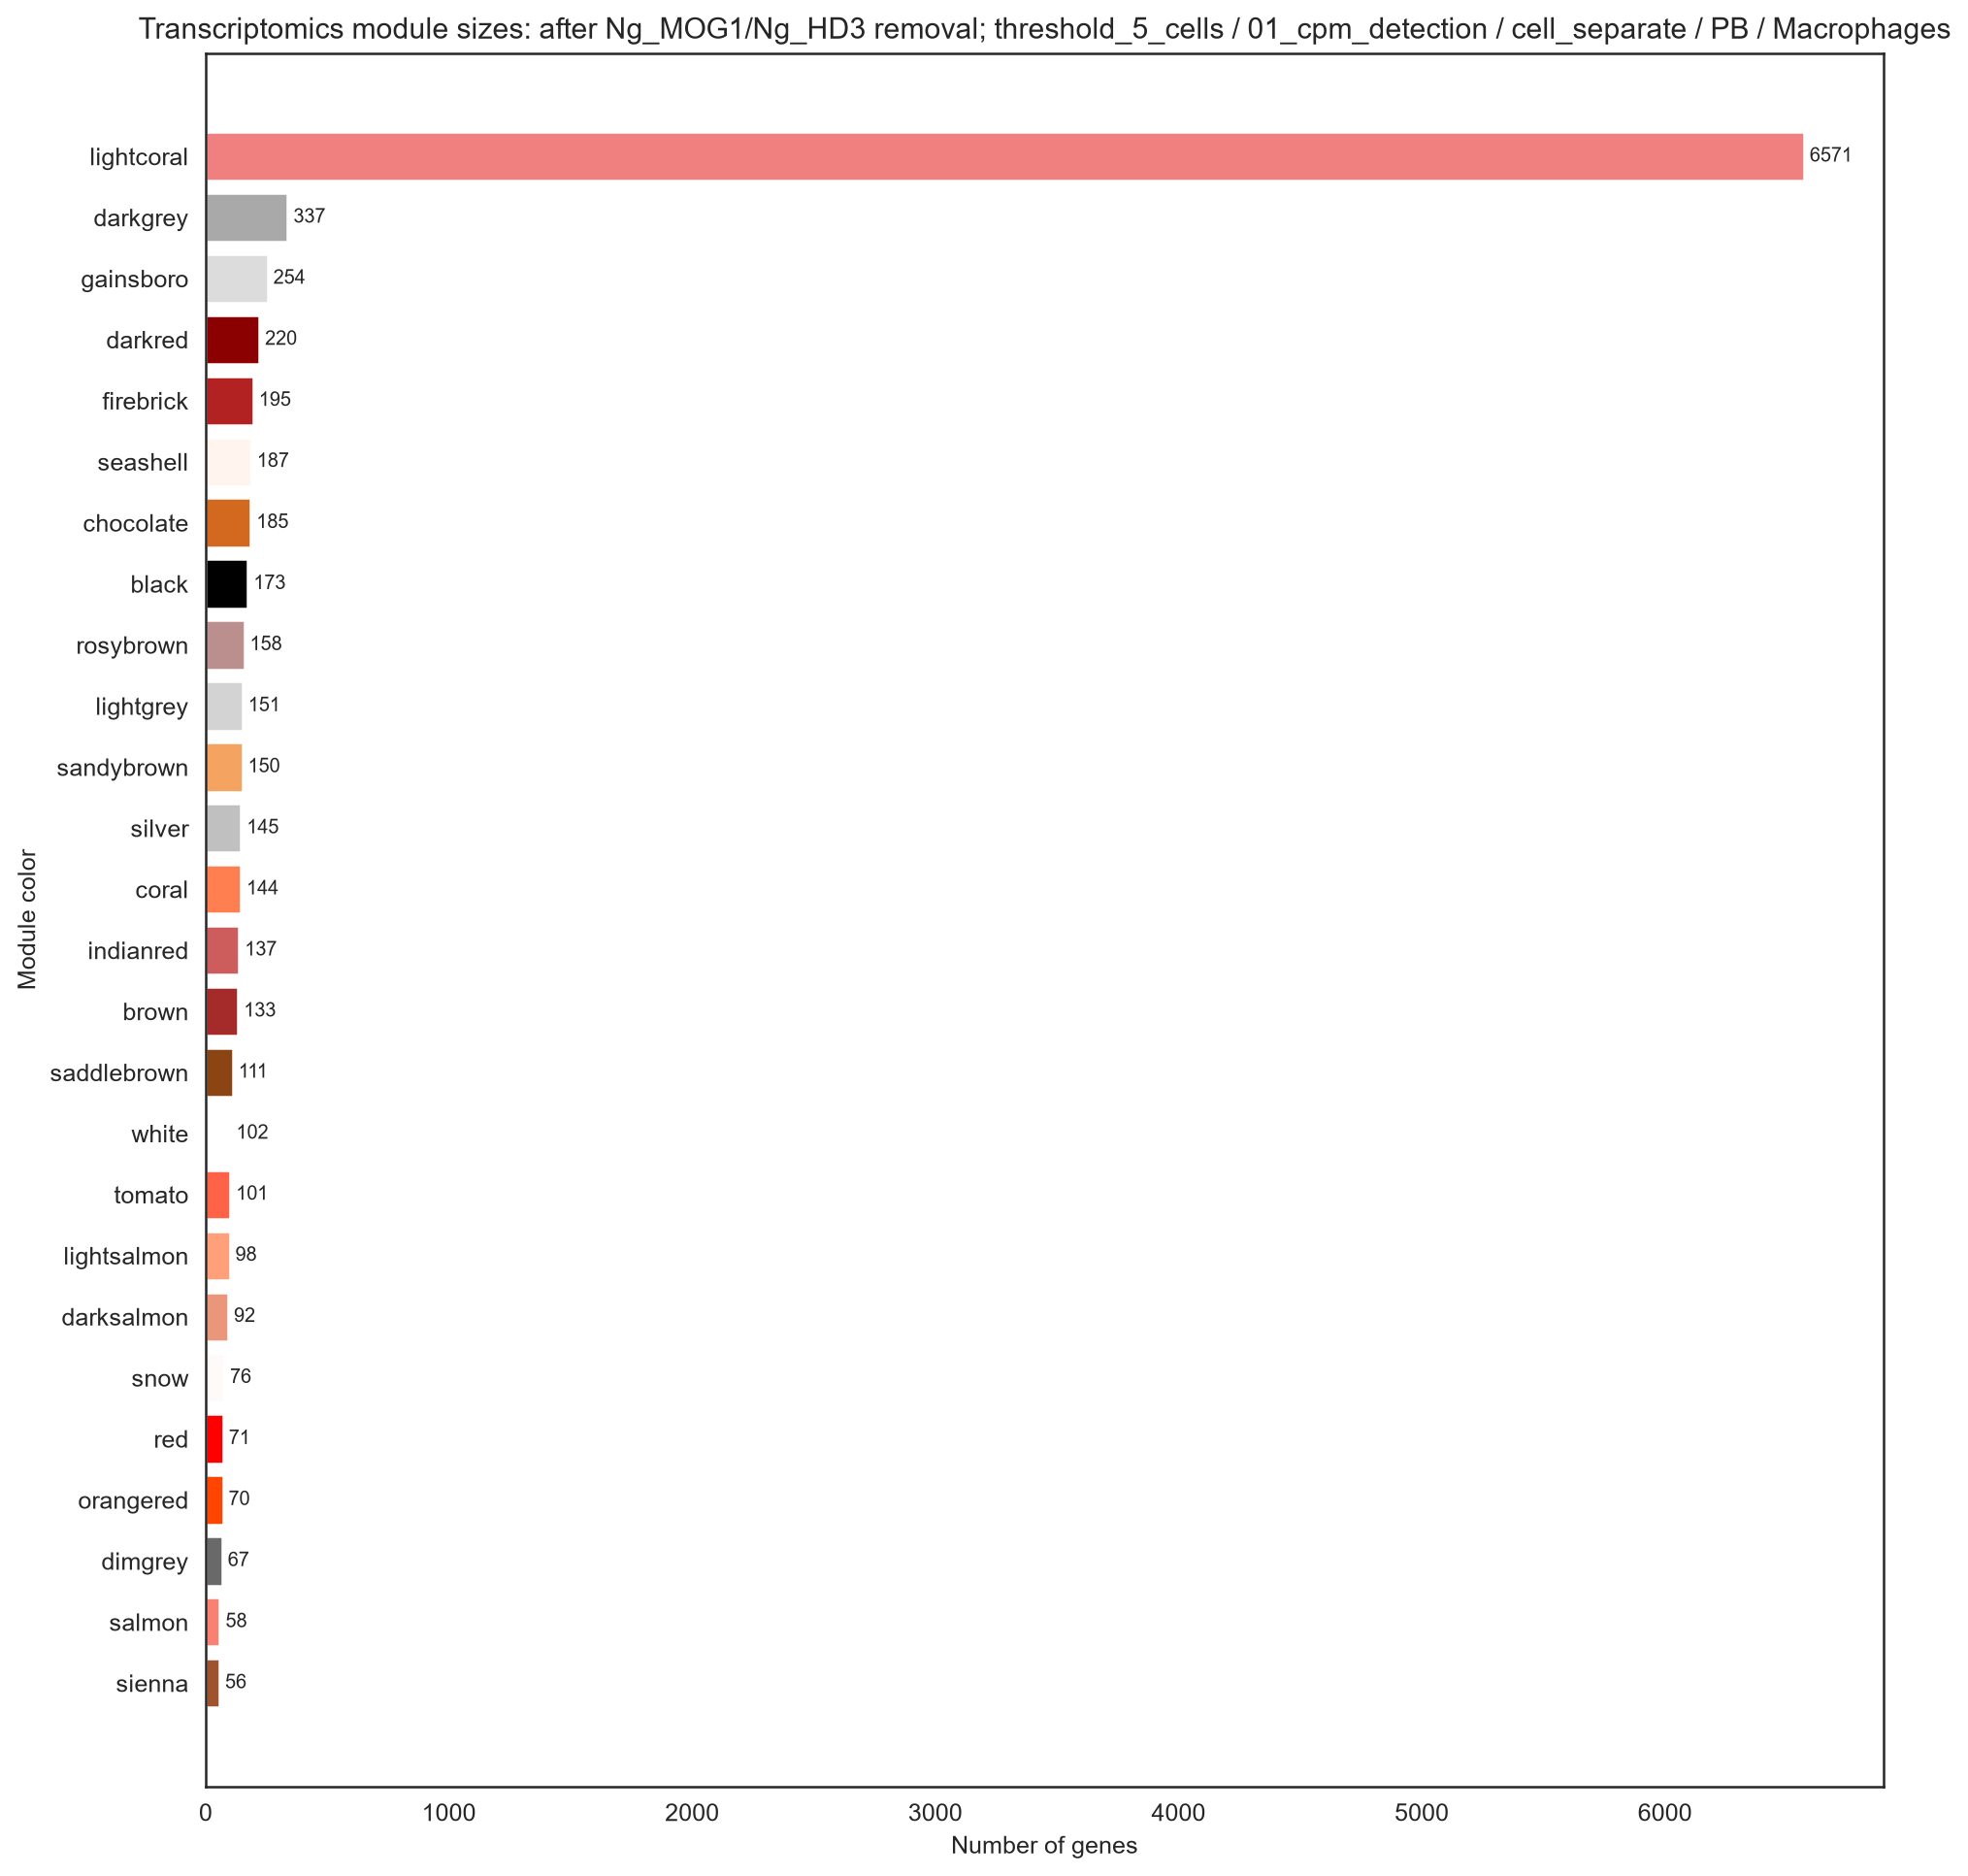 Transcriptomics module sizes: after Ng_MOG1/Ng_HD3 removal; threshold_5_cells / 01_cpm_detection / cell_separate / PB / Macrophages
lightcoral 6571
darkgrey 337
gainsboro 254
darkred 220
firebrick 195
seashell 187
chocolate 185
black 173
rosybrown 158
lightgrey 151
sandybrown 150
silver 145
coral 144
indianred 137
brown 133
saddlebrown 111
white 102
tomato 101
lightsalmon 98
darksalmon 92
snow 76
red 71
orangered 70
dimgrey 67
salmon 58
sienna 56
Module color
0 1000 2000 3000 4000 5000 6000
Number of genes